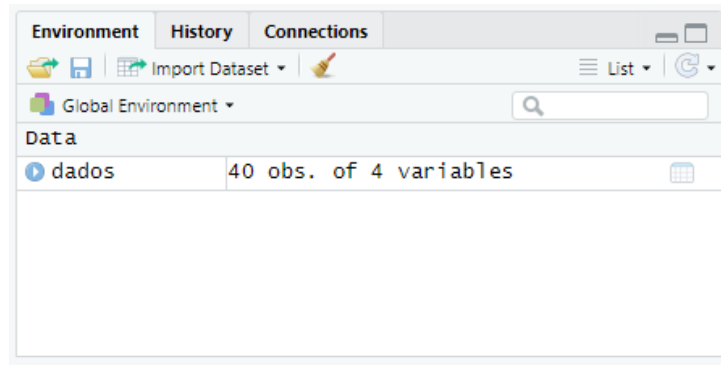 Environment History Connections
Import Dataset List
Global Environment
Data
dados 40 obs. of 4 variables